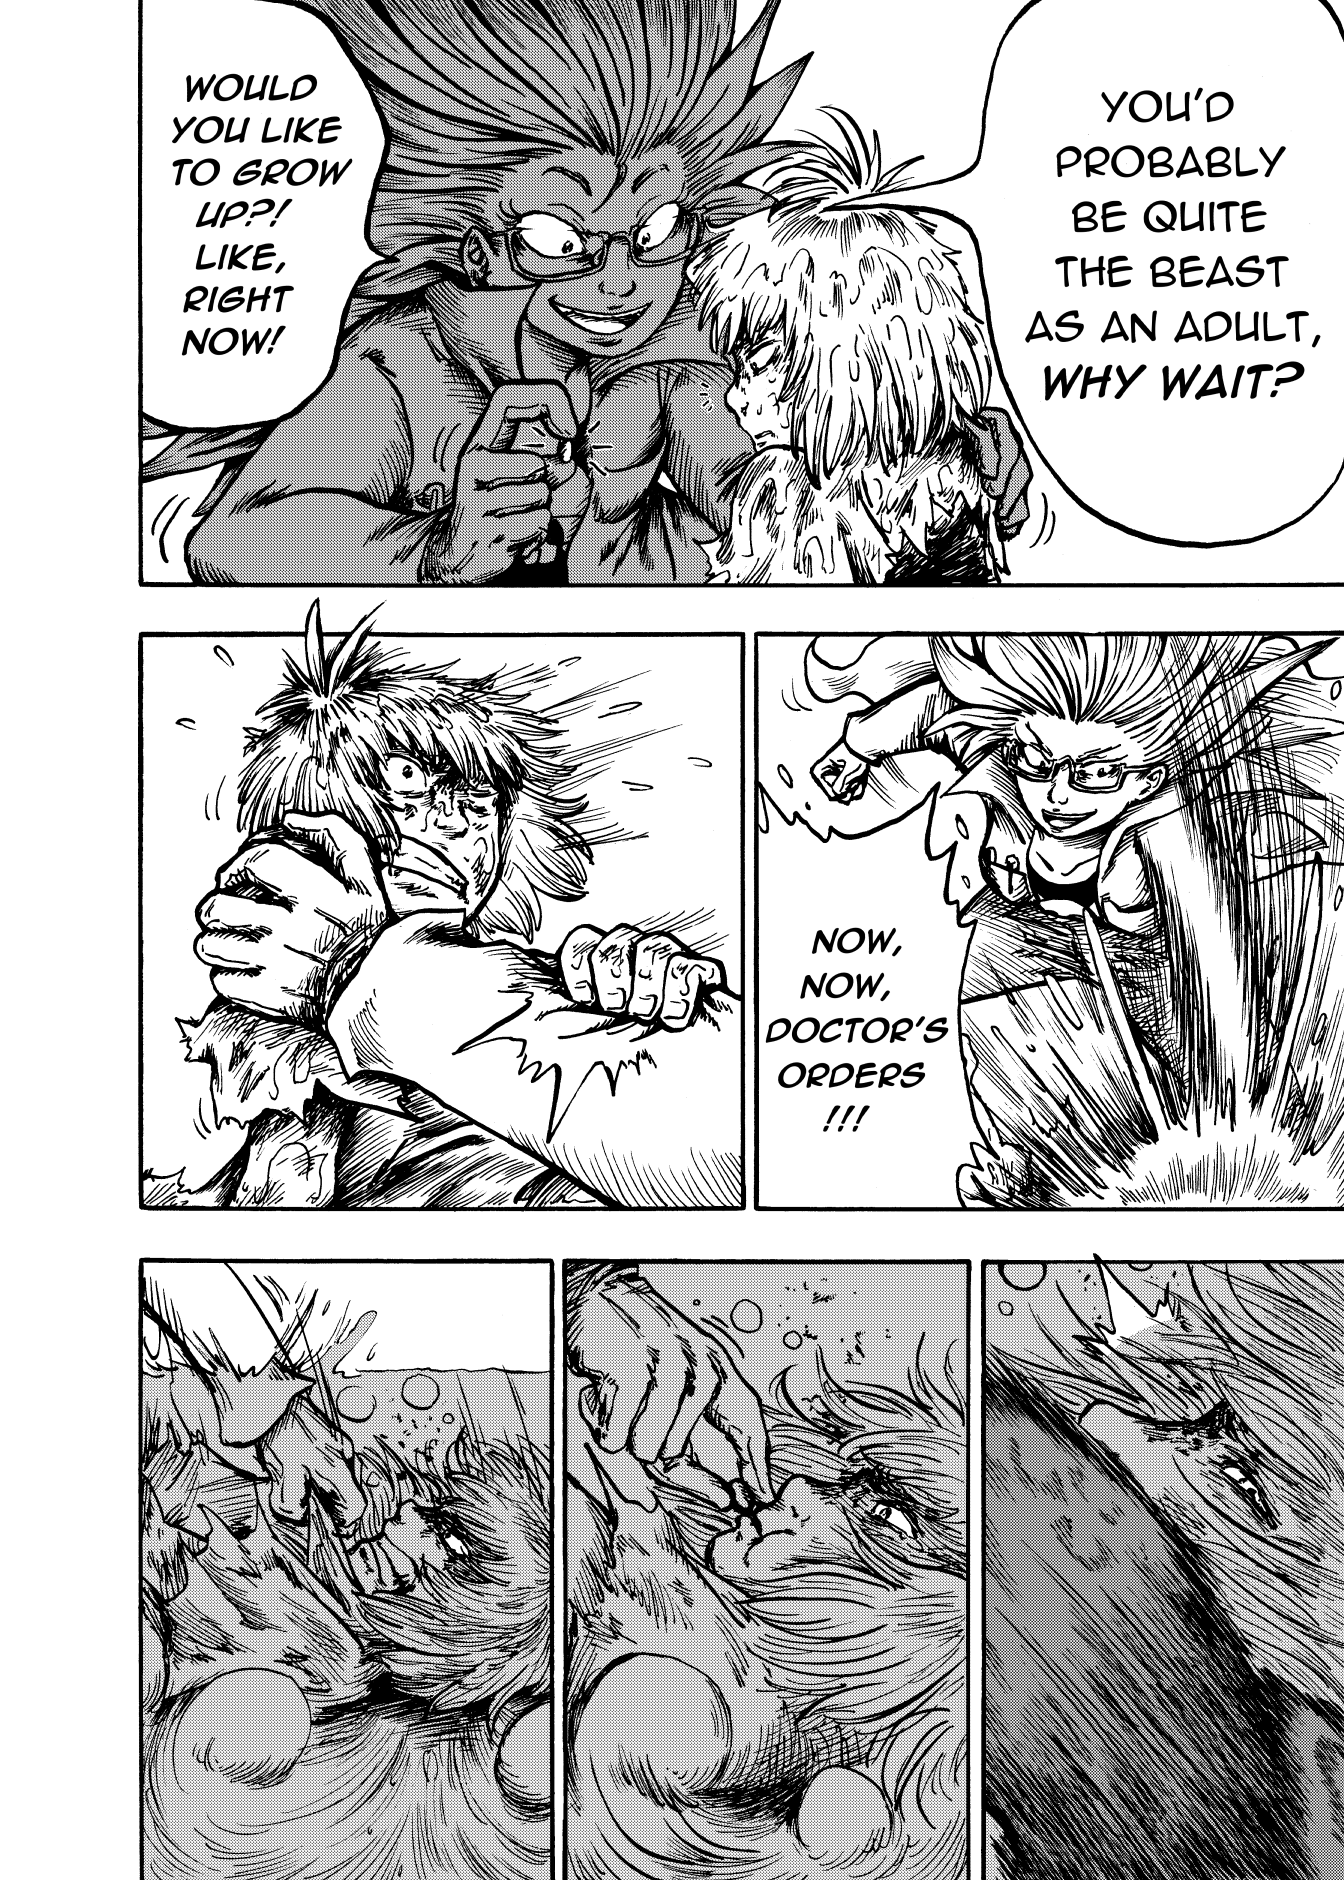 YOU'D
PROBABLY
BE QUITE
THE BEAST
AS AN ADULT,
WHY WAIT?
WOULD
YOU LIKE
TO GROW
UP?!
LIKE,
RIGHT
NOW!
NOW,
NOW,
DOCTOR'S
ORDERS
!!!